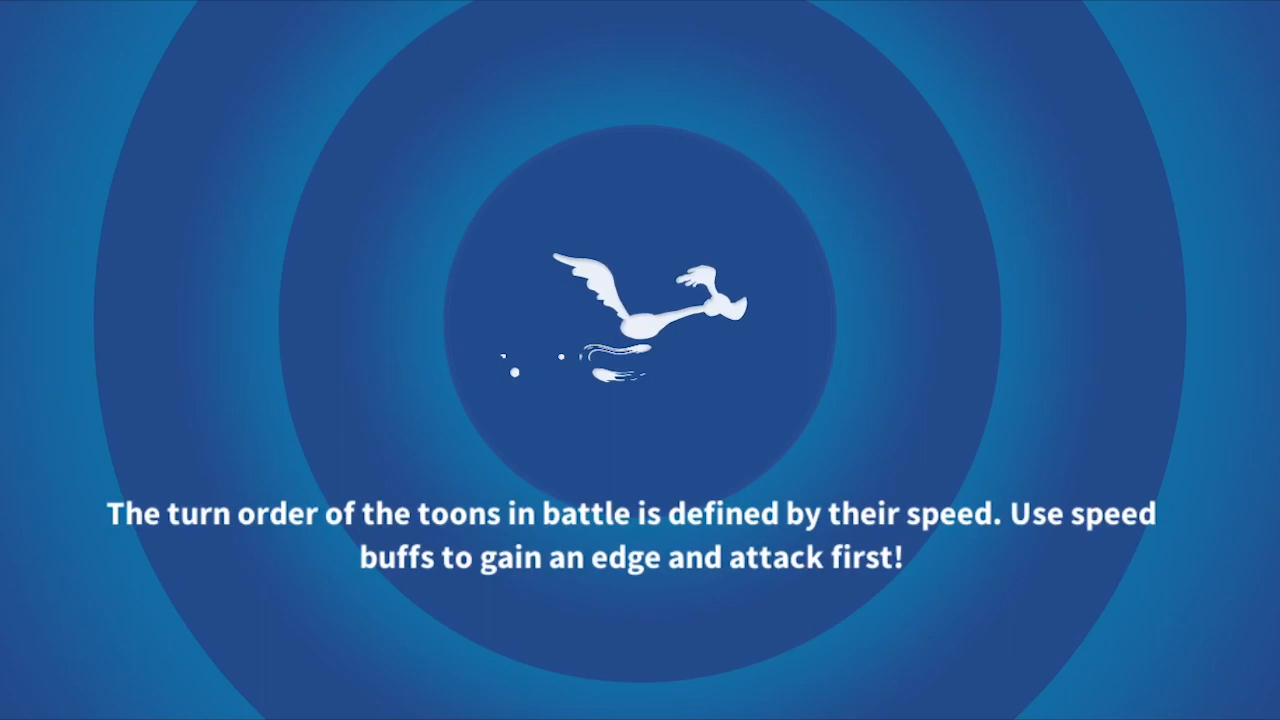 The turn order of the toons in battle is defined by their speed. Use speed
buffs to gain an edge and attack first!